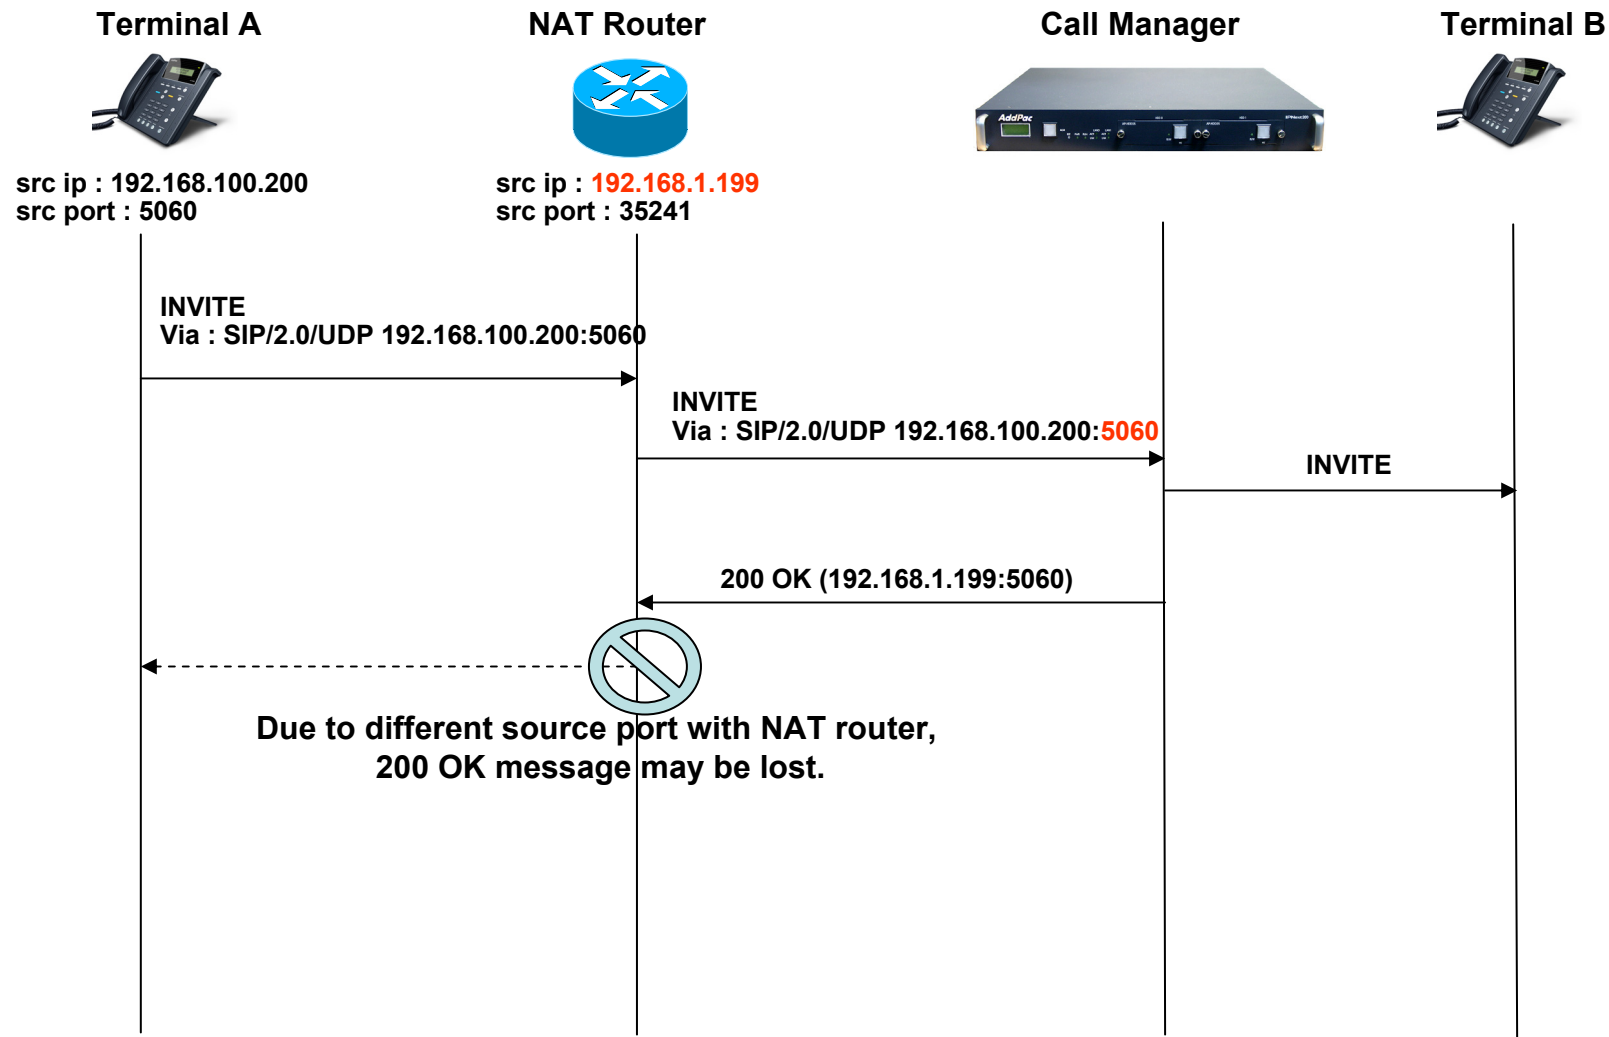 Terminal A
NAT Router
Call Manager
Terminal B
AddPac
src ip : 192.168.100.200
src port : 5060
src ip : 192.168.1.199
src port : 35241
INVITE
Via : SIP/2.0/UDP 192.168.100.200:5060
INVITE
Via : SIP/2.0/UDP 192.168.100.200:5060
INVITE
200 OK (192.168.1.199:5060)
Due to different source port with NAT router,
200 OK message may be lost.